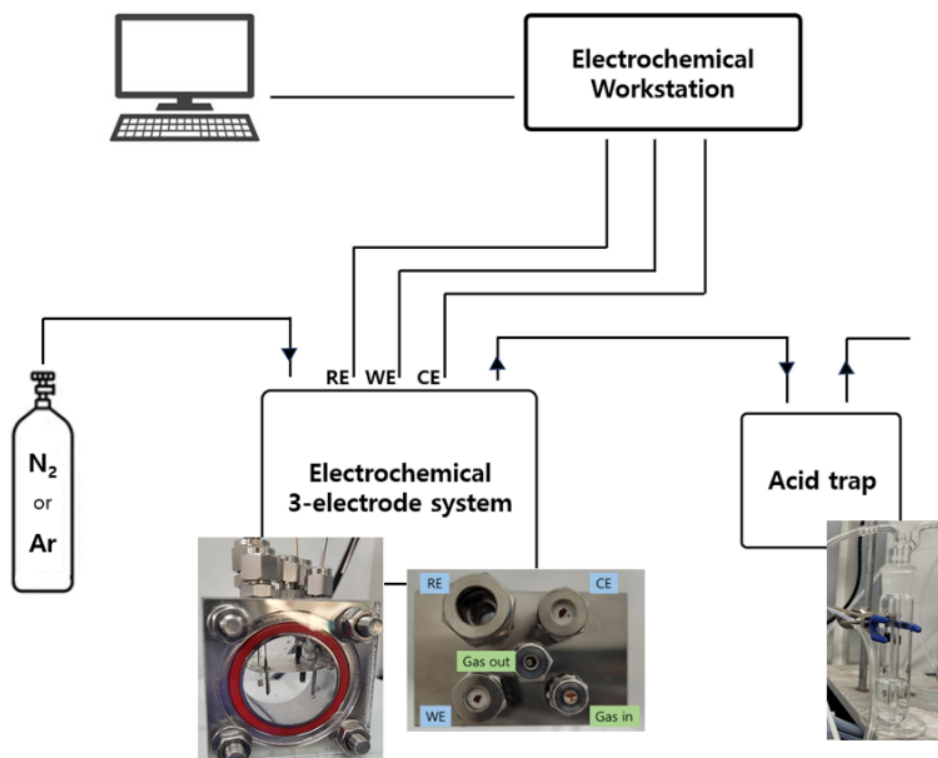 Electrochemical
Workstation
RE WE CE
N₂
or
Ar
Electrochemical
3-electrode system
Acid trap
RE
CE
Gas out
WE
Gas in